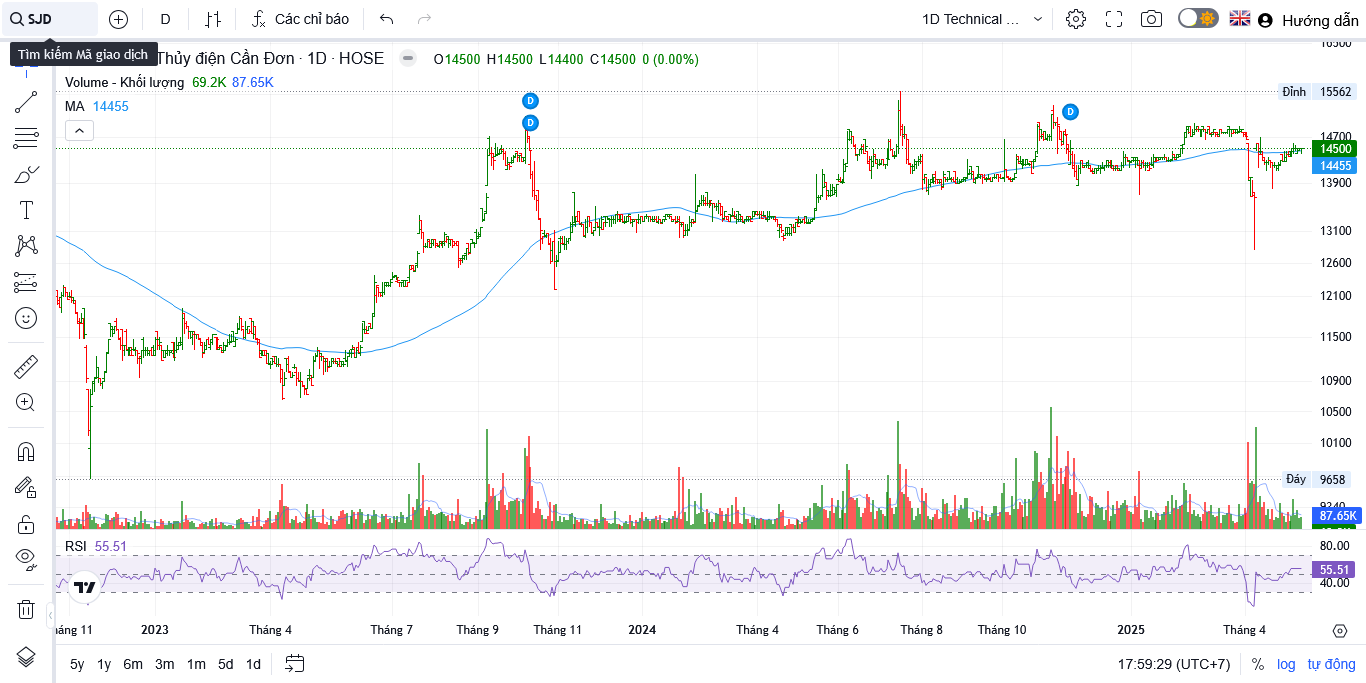 SJD
D
Các chỉ báo
1D Technical ...
Hướng dẫn
Tìm kiếm Mã giao dịch
Thủy điện Cần Đơn · 1D · HOSE
O14500 H14500 L14400 C14500 0 (0.00%)
Volume - Khối lượng 69.2K 87.65K
MA 14455
D
D
D
16500
Đỉnh 15562
14700
14500
14455
13900
13100
12600
12100
11500
10900
10500
10100
Đáy 9658
87.65K
RSI 55.51
80.00
55.51
40.00
háng 11 2023 Tháng 4 Tháng 7 Tháng 9 Tháng 11 2024 Tháng 4 Tháng 6 Tháng 8 Tháng 10 2025 Tháng 4
5y 1y 6m 3m 1m 5d 1d
17:59:29 (UTC+7) % log tự động